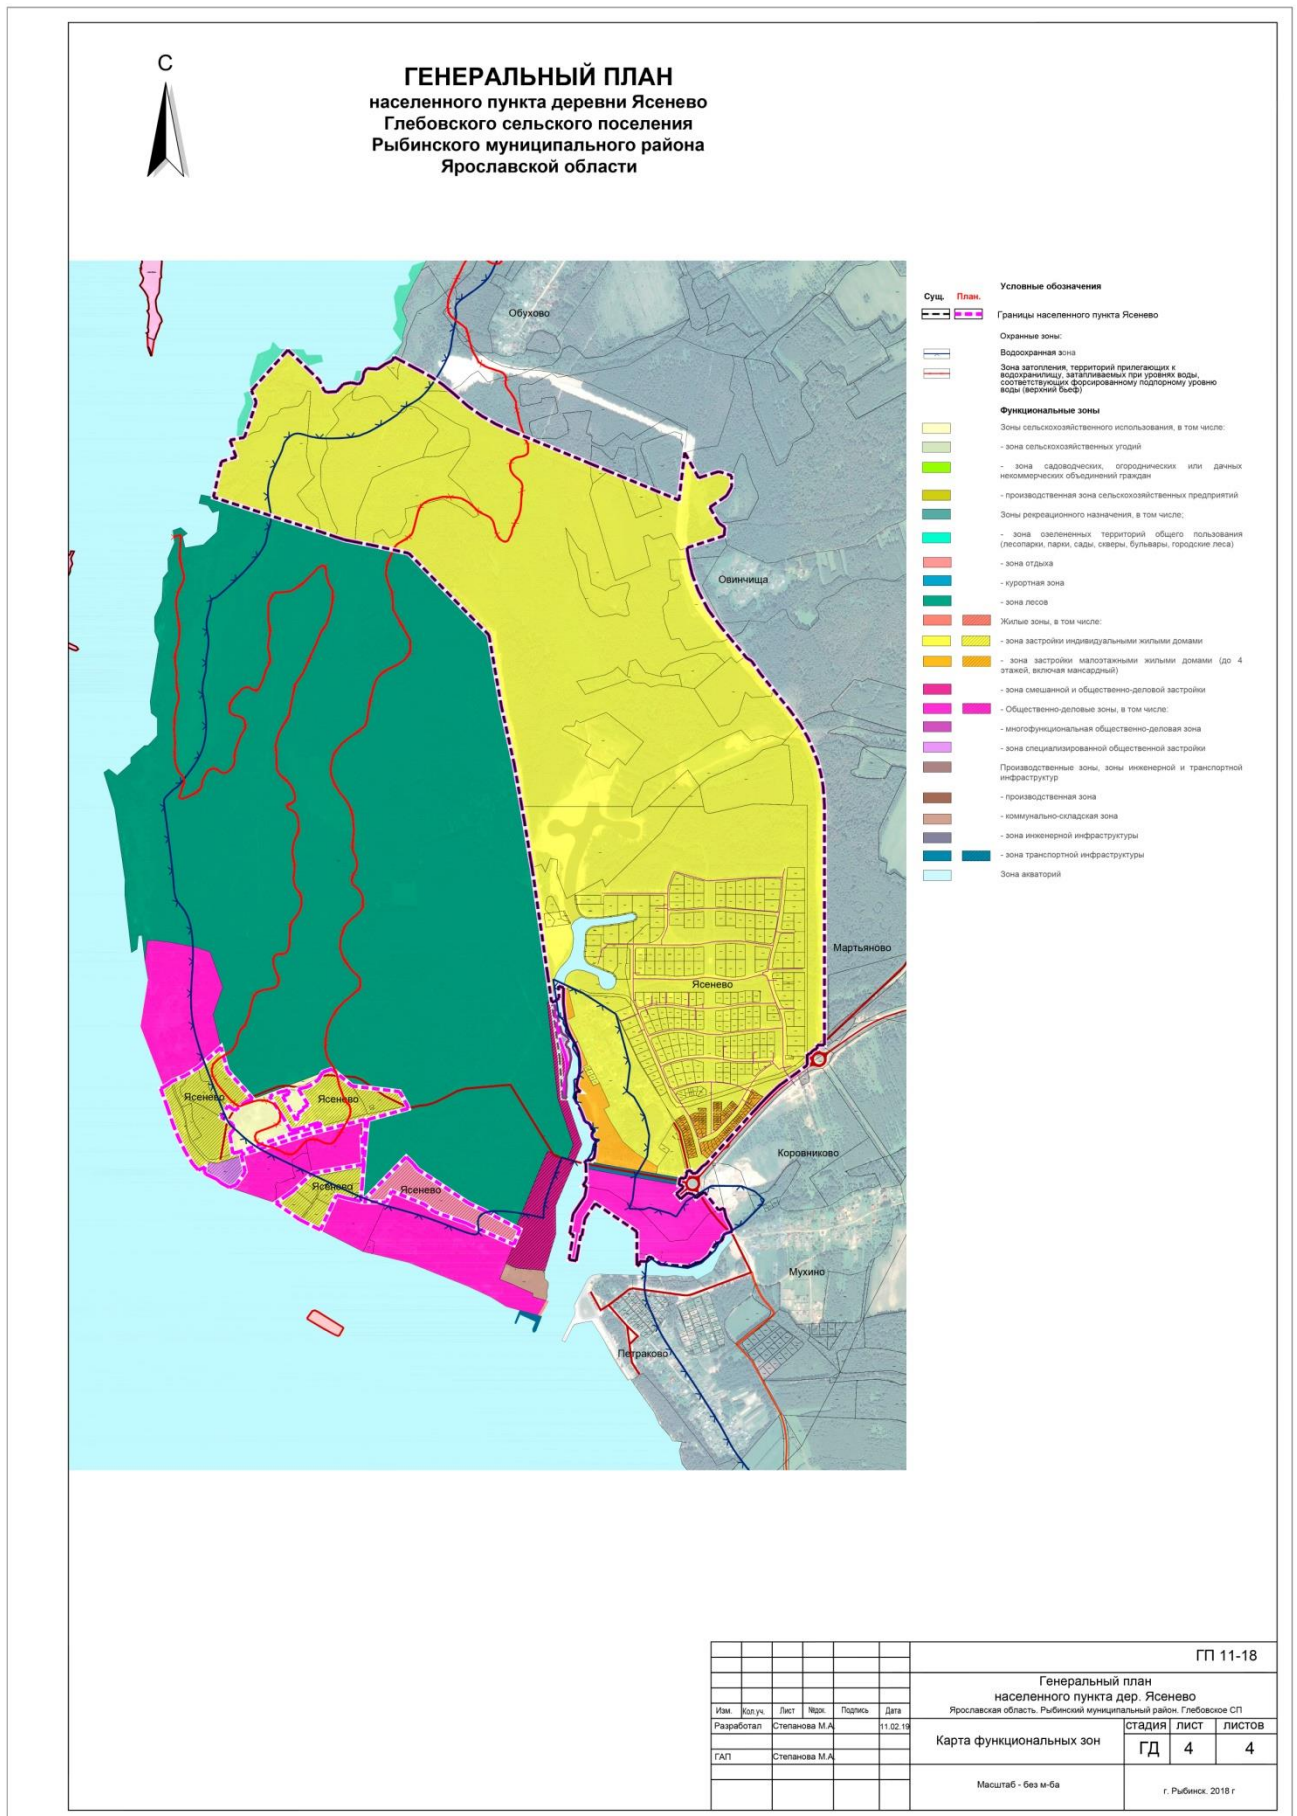 С
ГЕНЕРАЛЬНЫЙ ПЛАН
населенного пункта деревни Ясенево
Глебовского сельского поселения
Рыбинского муниципального района
Ярославской области
Обухово
Овинчища
Мартьяново
Ясенево
Ясенево
Ясенево
Ясенево
Ясенево
Коровниково
Мухино
Петраково
Условные обозначения
Сущ. План.
Границы населенного пункта Ясенево
Охранные зоны:
Водоохранная зона
Зона затопления, территорий прилегающих к
водохранилищу, затапливаемых при уровнях воды,
соответствующих форсированному подпорному уровню
воды (верхний бьеф)
Функциональные зоны
Зоны сельскохозяйственного использования, в том числе:
- зона сельскохозяйственных угодий
- зона садоводческих, огороднических или дачных
некоммерческих объединений граждан
- производственная зона сельскохозяйственных предприятий
Зоны рекреационного назначения, в том числе;
- зона озелененных территорий общего пользования
(лесопарки, парки, сады, скверы, бульвары, городские леса)
- зона отдыха
- курортная зона
- зона лесов
Жилые зоны, в том числе:
- зона застройки индивидуальными жилыми домами
- зона застройки малоэтажными жилыми домами (до 4
этажей, включая мансардный)
- зона смешанной и общественно-деловой застройки
- Общественно-деловые зоны, в том числе:
- многофункциональная общественно-деловая зона
- зона специализированной общественной застройки
Производственные зоны, зоны инженерной и транспортной
инфраструктур
- производственная зона
- коммунально-складская зона
- зона инженерной инфраструктуры
- зона транспортной инфраструктуры
Зона акваторий
ГП 11-18
Генеральный план
населенного пункта дер. Ясенево
Ярославская область. Рыбинский муниципальный район. Глебовское СП
Изм. Кол.уч. Лист №док. Подпись Дата
Разработал Степанова М.А. 11.02.19
ГАП Степанова М.А.
Карта функциональных зон
стадия лист листов
ГД 4 4
Масштаб - без м-ба
г. Рыбинск. 2018 г